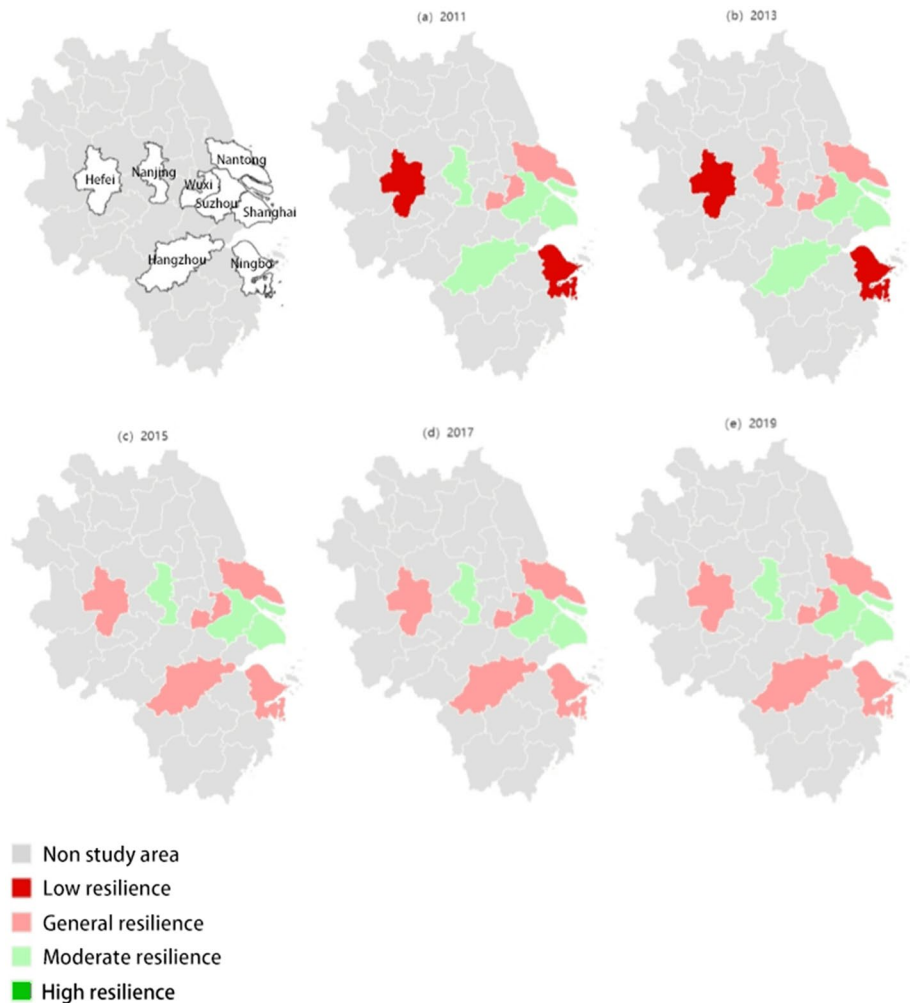 (a) 2011
(b) 2013
Hefei
Nanjing
Nantong
Wuxi
Suzhou
Shanghai
Hangzhou
Ningbo
(c) 2015
(d) 2017
(e) 2019
Non study area
Low resilience
General resilience
Moderate resilience
High resilience